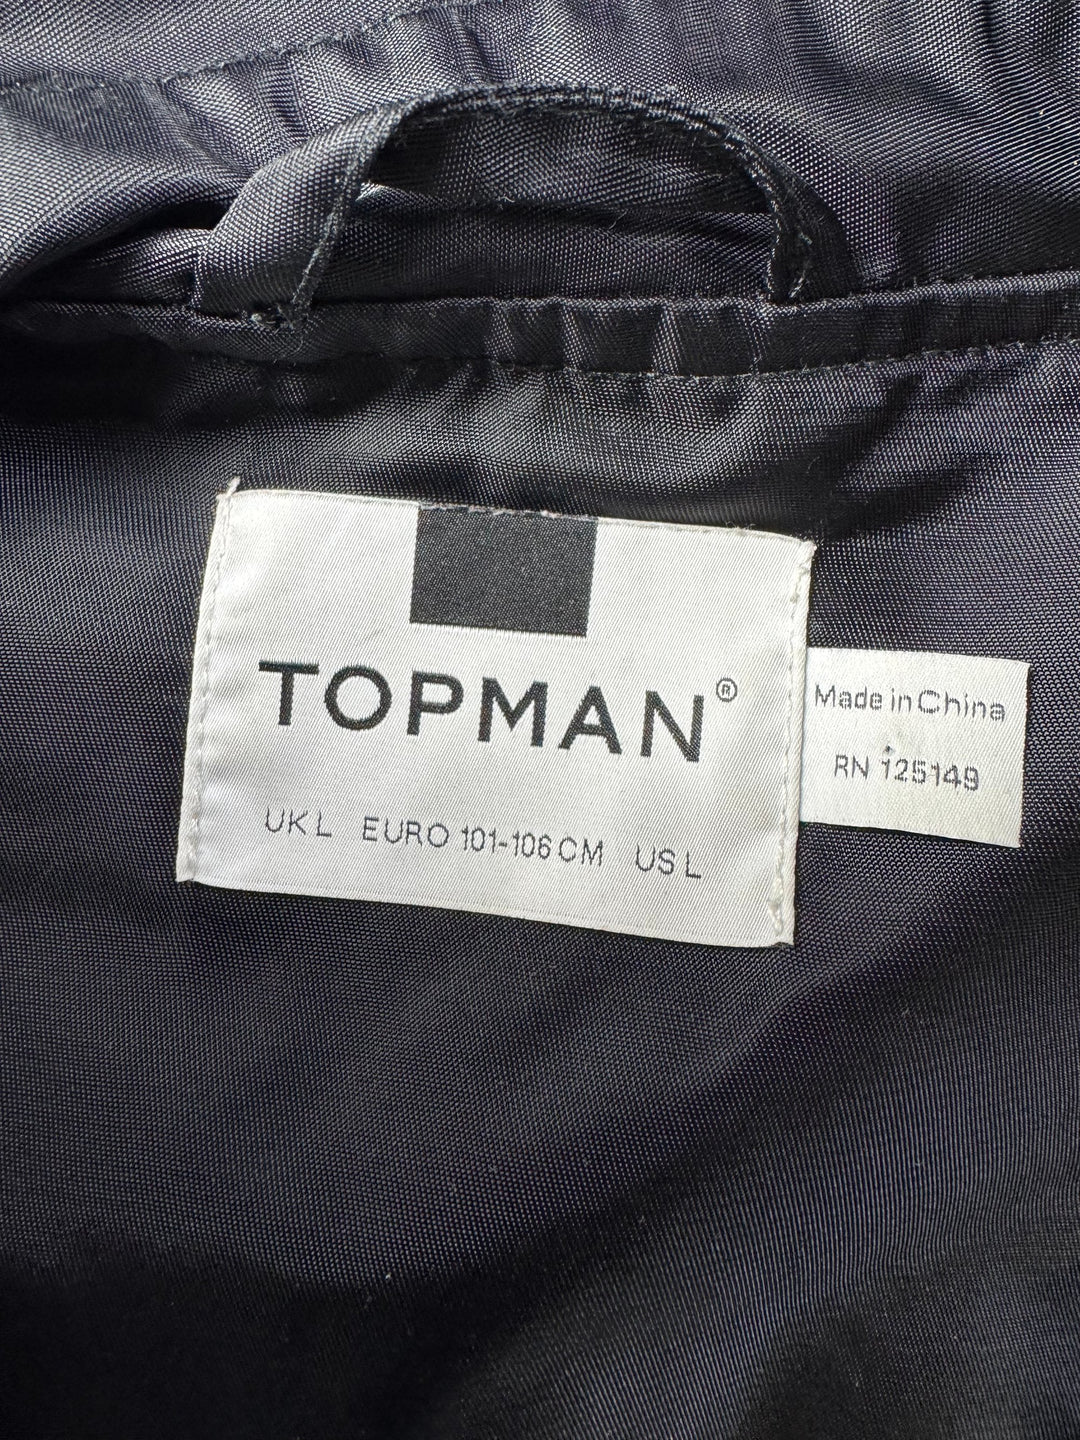 TOPMAN®
UK L EURO 101-106 CM US L
Made in China
RN 125149